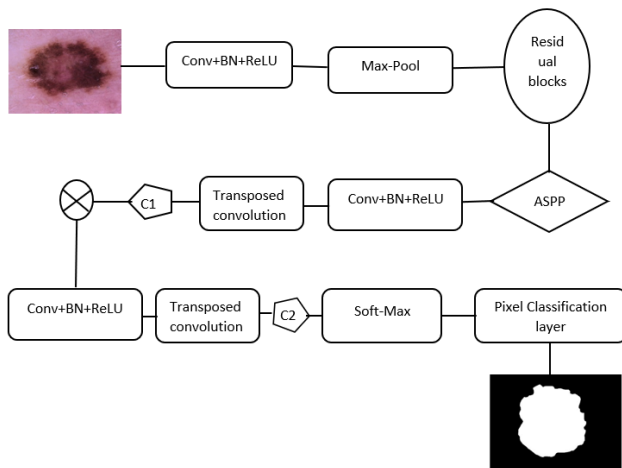 Conv+BN+ReLU
Max-Pool
Resid
ual
blocks
C1
Transposed
convolution
Conv+BN+ReLU
ASPP
Conv+BN+ReLU
Transposed
convolution
C2
Soft-Max
Pixel Classification
layer